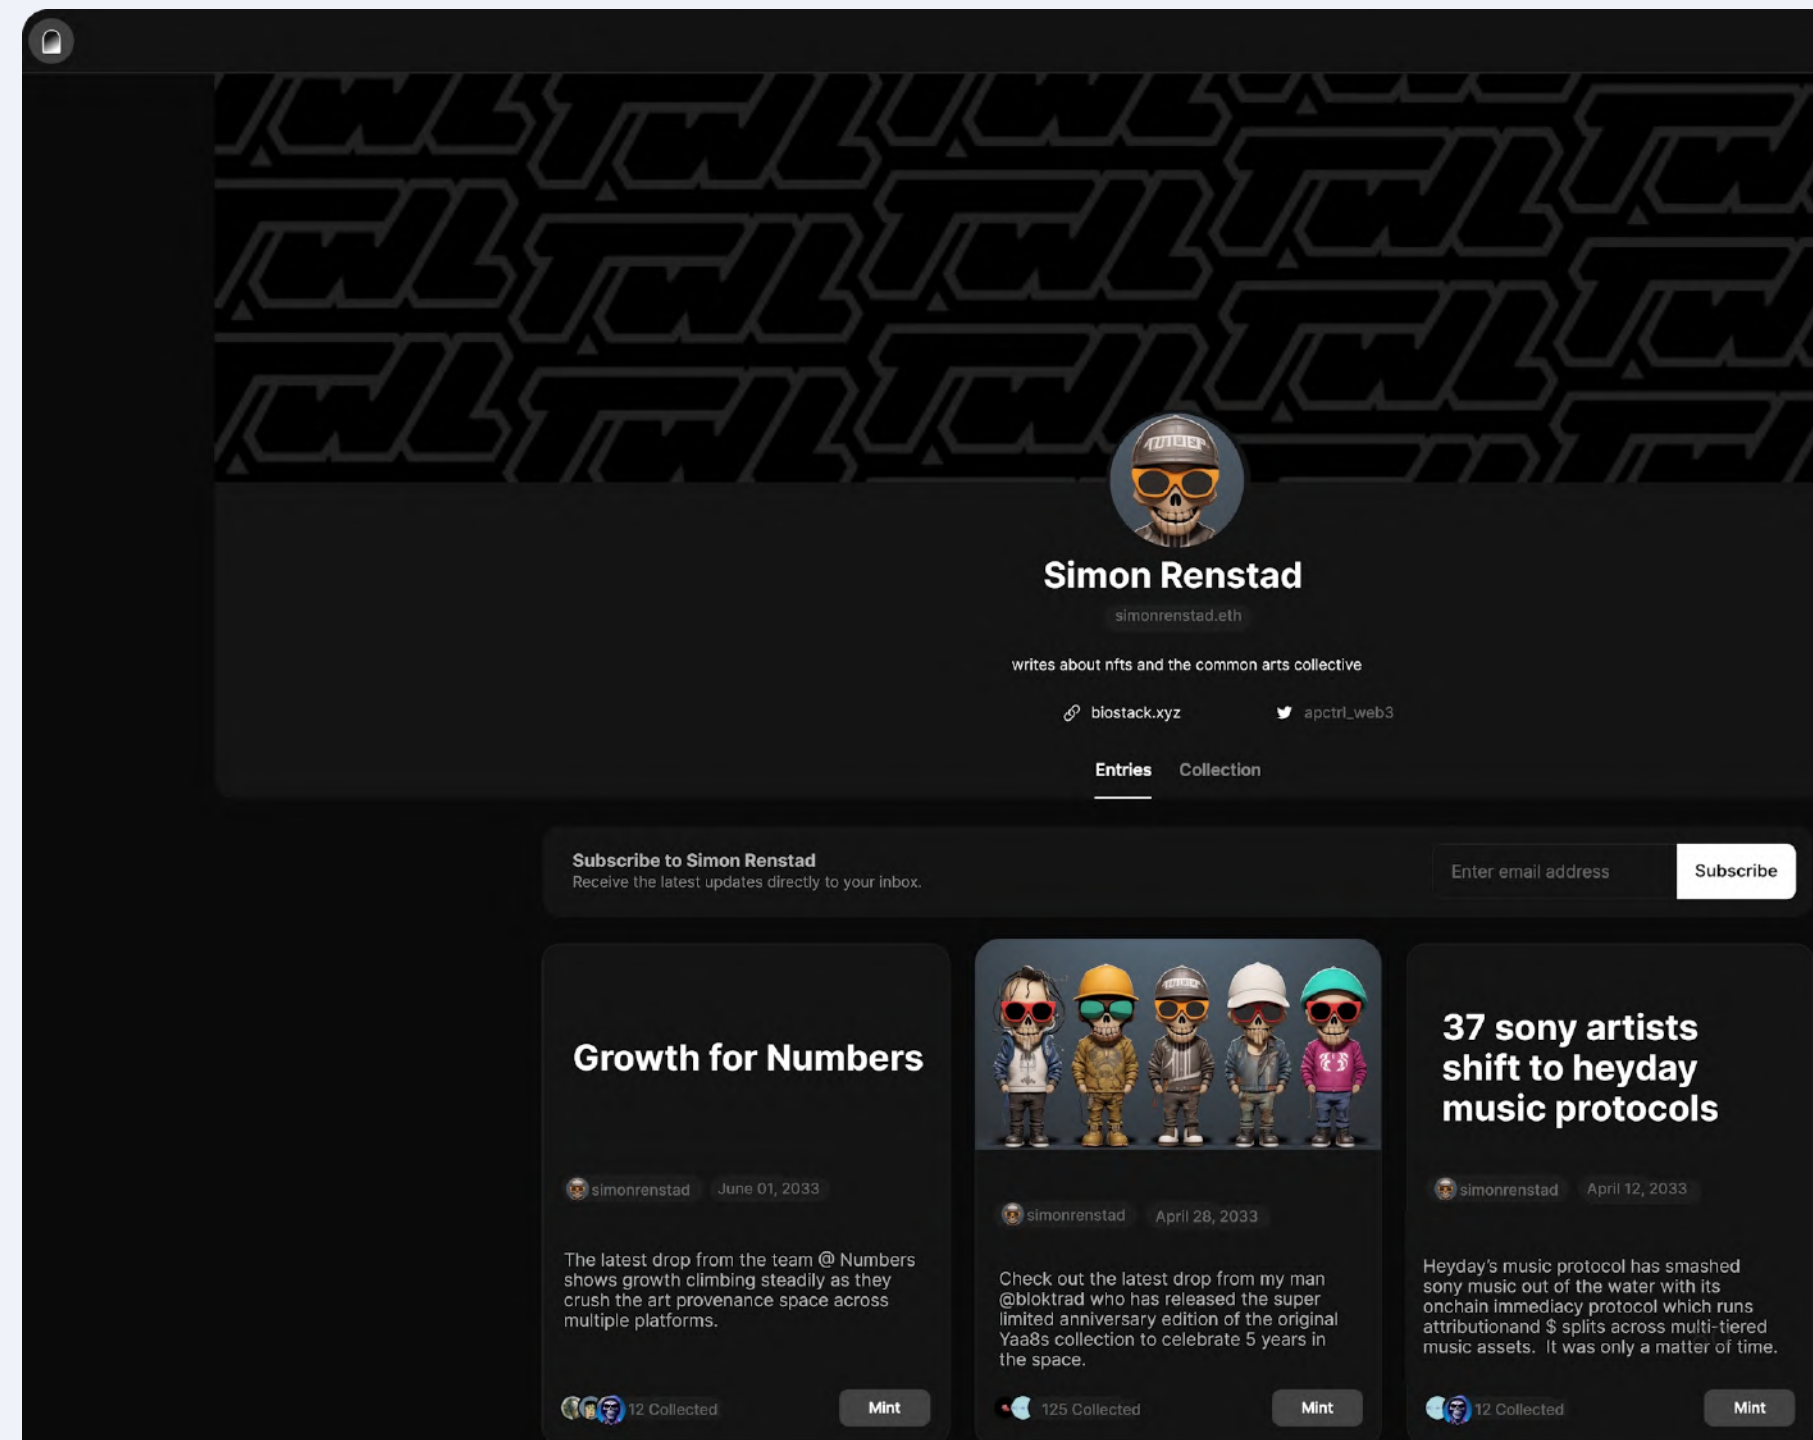 Simon Renstad
simonrenstad.eth
writes about nfts and the common arts collective
biostack.xyz apctrl_web3
Entries Collection
Subscribe to Simon Renstad
Receive the latest updates directly to your inbox.
Enter email address Subscribe
Growth for Numbers
simonrenstad June 01, 2033
The latest drop from the team @ Numbers
shows growth climbing steadily as they
crush the art provenance space across
multiple platforms.
12 Collected Mint
simonrenstad April 28, 2033
Check out the latest drop from my man
@bloktrad who has released the super
limited anniversary edition of the original
Yaa8s collection to celebrate 5 years in
the space.
125 Collected Mint
37 sony artists
shift to heyday
music protocols
simonrenstad April 12, 2033
Heyday’s music protocol has smashed
sony music out of the water with its
onchain immediacy protocol which runs
attributionand $ splits across multi-tiered
music assets.  It was only a matter of time.
12 Collected Mint